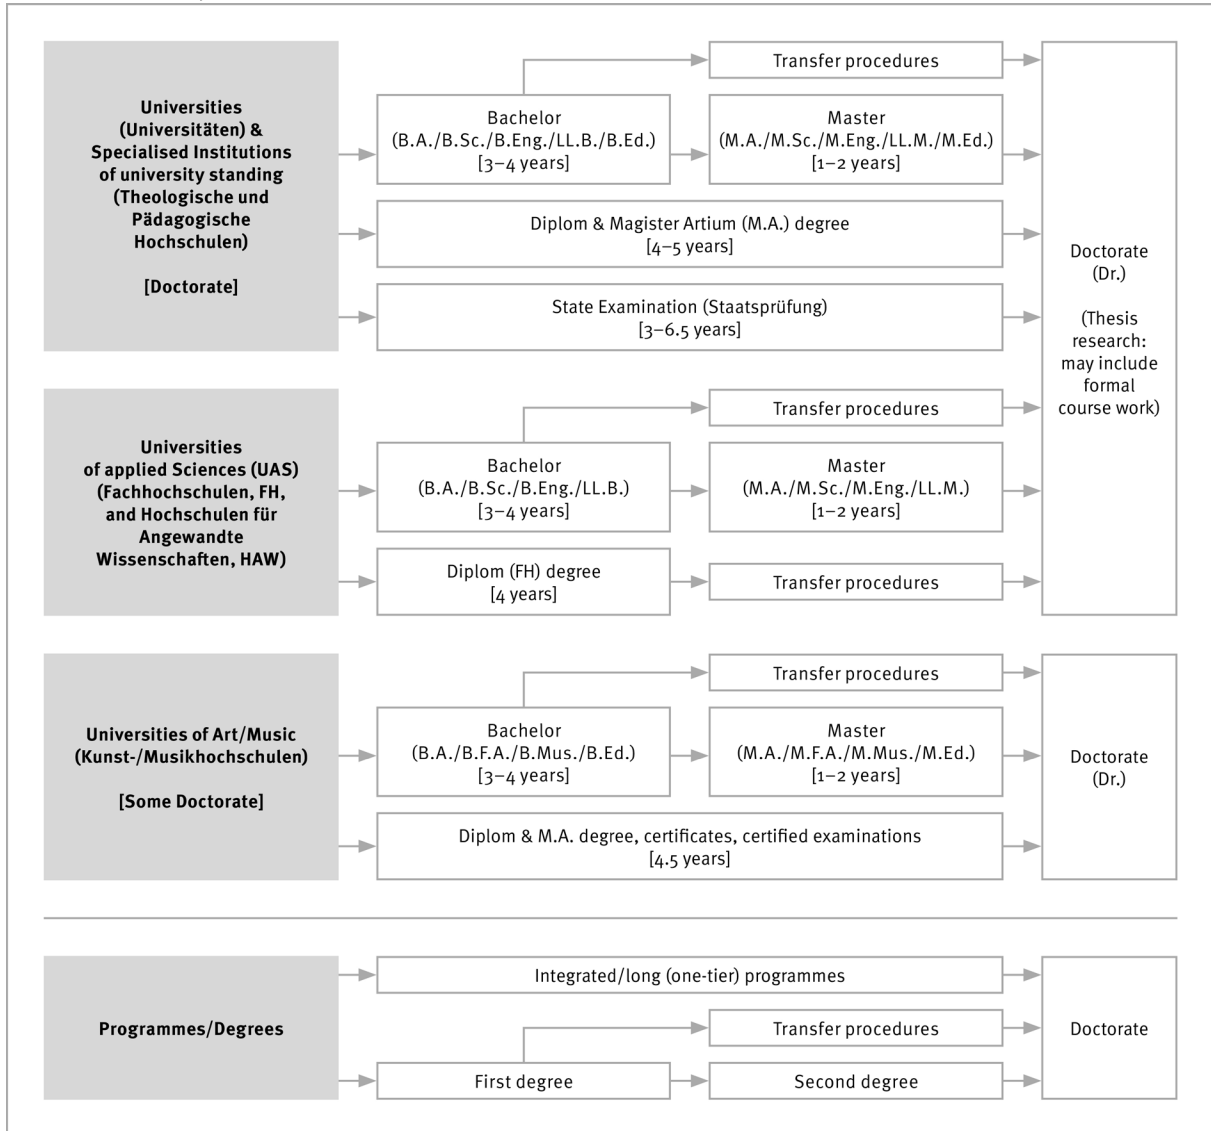 Universities
(Universitäten) &
Specialised Institutions
of university standing
(Theologische und
Pädagogische
Hochschulen)
[Doctorate]
Transfer procedures
Bachelor
(B.A./B.Sc./B.Eng./LL.B./B.Ed.)
[3–4 years]
Master
(M.A./M.Sc./M.Eng./LL.M./M.Ed.)
[1–2 years]
Diplom & Magister Artium (M.A.) degree
[4–5 years]
State Examination (Staatsprüfung)
[3–6.5 years]
Doctorate
(Dr.)
(Thesis
research:
may include
formal
course work)
Universities
of applied Sciences (UAS)
(Fachhochschulen, FH,
and Hochschulen für
Angewandte
Wissenschaften, HAW)
Transfer procedures
Bachelor
(B.A./B.Sc./B.Eng./LL.B.)
[3–4 years]
Master
(M.A./M.Sc./M.Eng./LL.M.)
[1–2 years]
Diplom (FH) degree
[4 years]
Transfer procedures
Universities of Art/Music
(Kunst-/Musikhochschulen)
[Some Doctorate]
Transfer procedures
Bachelor
(B.A./B.F.A./B.Mus./B.Ed.)
[3–4 years]
Master
(M.A./M.F.A./M.Mus./M.Ed.)
[1–2 years]
Diplom & M.A. degree, certificates, certified examinations
[4.5 years]
Doctorate
(Dr.)
Programmes/Degrees
Integrated/long (one-tier) programmes
Transfer procedures
First degree
Second degree
Doctorate